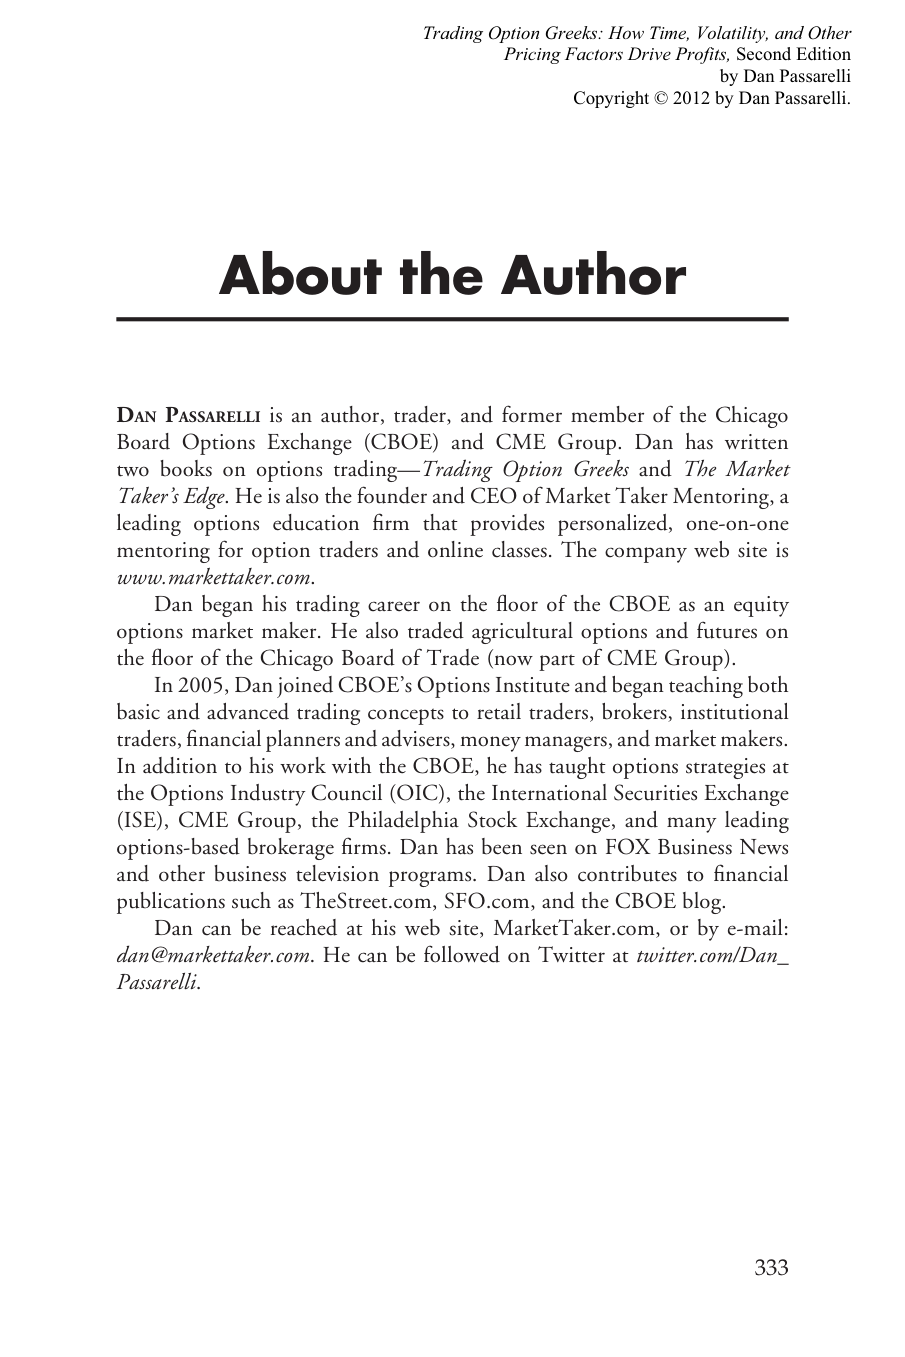 Trading Option Greeks: How Time, Volatility, and Other
Pricing Factors Drive Profits, Second Edition
by Dan Passarelli
Copyright © 2012 by Dan Passarelli.
About the Author
DAN PASSARELLI is an author, trader, and former member of the Chicago
Board Options Exchange (CBOE) and CME Group. Dan has written
two books on options trading—Trading Option Greeks and The Market
Taker’s Edge. He is also the founder and CEO of Market Taker Mentoring, a
leading options education firm that provides personalized, one-on-one
mentoring for option traders and online classes. The company web site is
www.markettaker.com.
Dan began his trading career on the floor of the CBOE as an equity
options market maker. He also traded agricultural options and futures on
the floor of the Chicago Board of Trade (now part of CME Group).
In 2005, Dan joined CBOE’s Options Institute and began teaching both
basic and advanced trading concepts to retail traders, brokers, institutional
traders, financial planners and advisers, money managers, and market makers.
In addition to his work with the CBOE, he has taught options strategies at
the Options Industry Council (OIC), the International Securities Exchange
(ISE), CME Group, the Philadelphia Stock Exchange, and many leading
options-based brokerage firms. Dan has been seen on FOX Business News
and other business television programs. Dan also contributes to financial
publications such as TheStreet.com, SFO.com, and the CBOE blog.
Dan can be reached at his web site, MarketTaker.com, or by e-mail:
dan@markettaker.com. He can be followed on Twitter at twitter.com/Dan_
Passarelli.
333